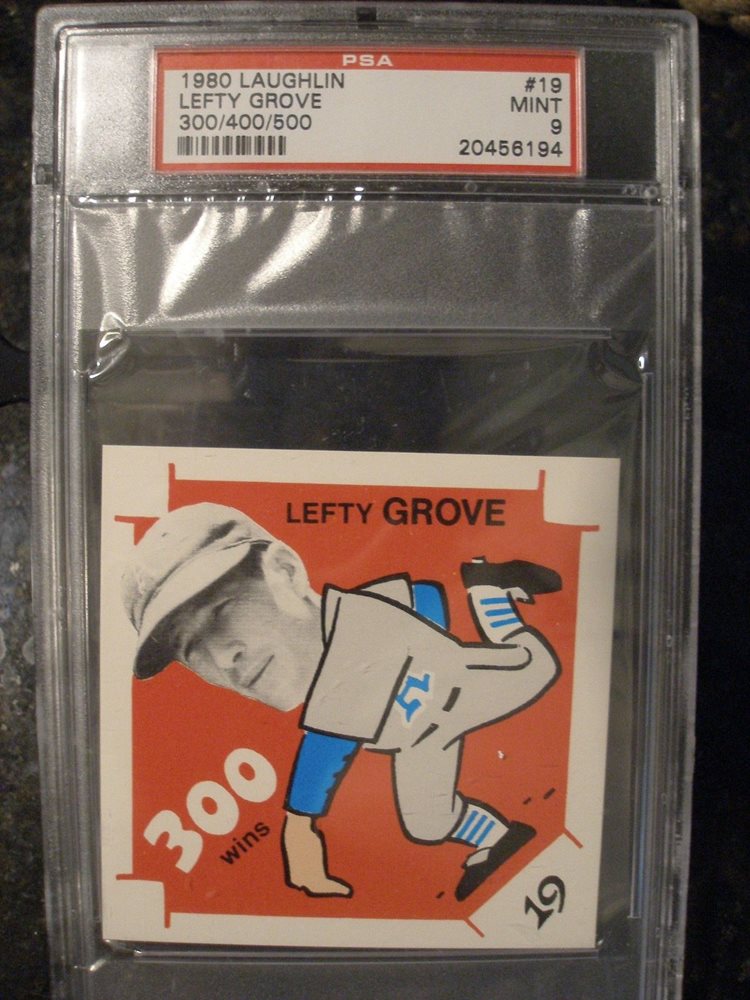 PSA
1980 LAUGHLIN #19
LEFTY GROVE MINT
300/400/500 9
20456194
LEFTY GROVE
300
wins
19